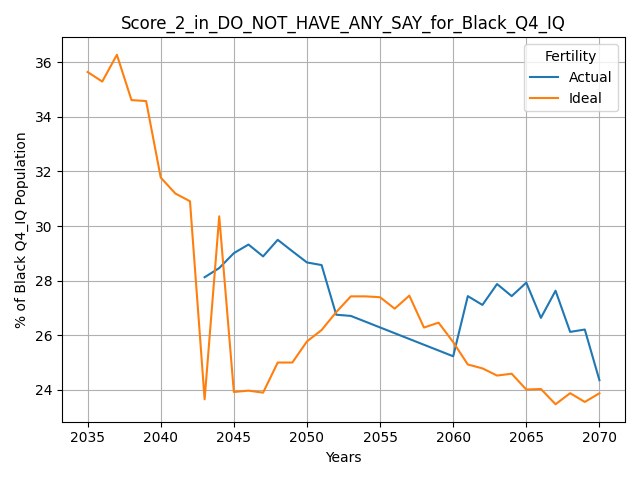 Score_2_in_DO_NOT_HAVE_ANY_SAY_for_Black_Q4_IQ
Fertility
Actual
Ideal
% of Black Q4_IQ Population
36
34
32
30
28
26
24
2035 2040 2045 2050 2055 2060 2065 2070
Years